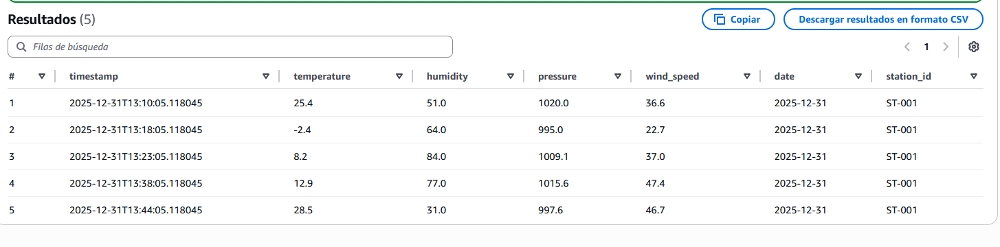 Resultados (5)
Copiar
Descargar resultados en formato CSV
Filas de búsqueda
1
# timestamp temperature humidity pressure wind_speed date station_id
1 2025-12-31T13:10:05.118045 25.4 51.0 1020.0 36.6 2025-12-31 ST-001
2 2025-12-31T13:18:05.118045 -2.4 64.0 995.0 22.7 2025-12-31 ST-001
3 2025-12-31T13:23:05.118045 8.2 84.0 1009.1 37.0 2025-12-31 ST-001
4 2025-12-31T13:38:05.118045 12.9 77.0 1015.6 47.4 2025-12-31 ST-001
5 2025-12-31T13:44:05.118045 28.5 31.0 997.6 46.7 2025-12-31 ST-001